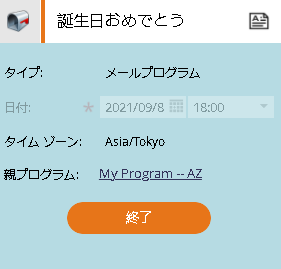 誕生日おめでとう
タイプ: メールプログラム
日付: * 2021/09/8 18:00
タイム ゾーン: Asia/Tokyo
親プログラム: My Program -- AZ
終了